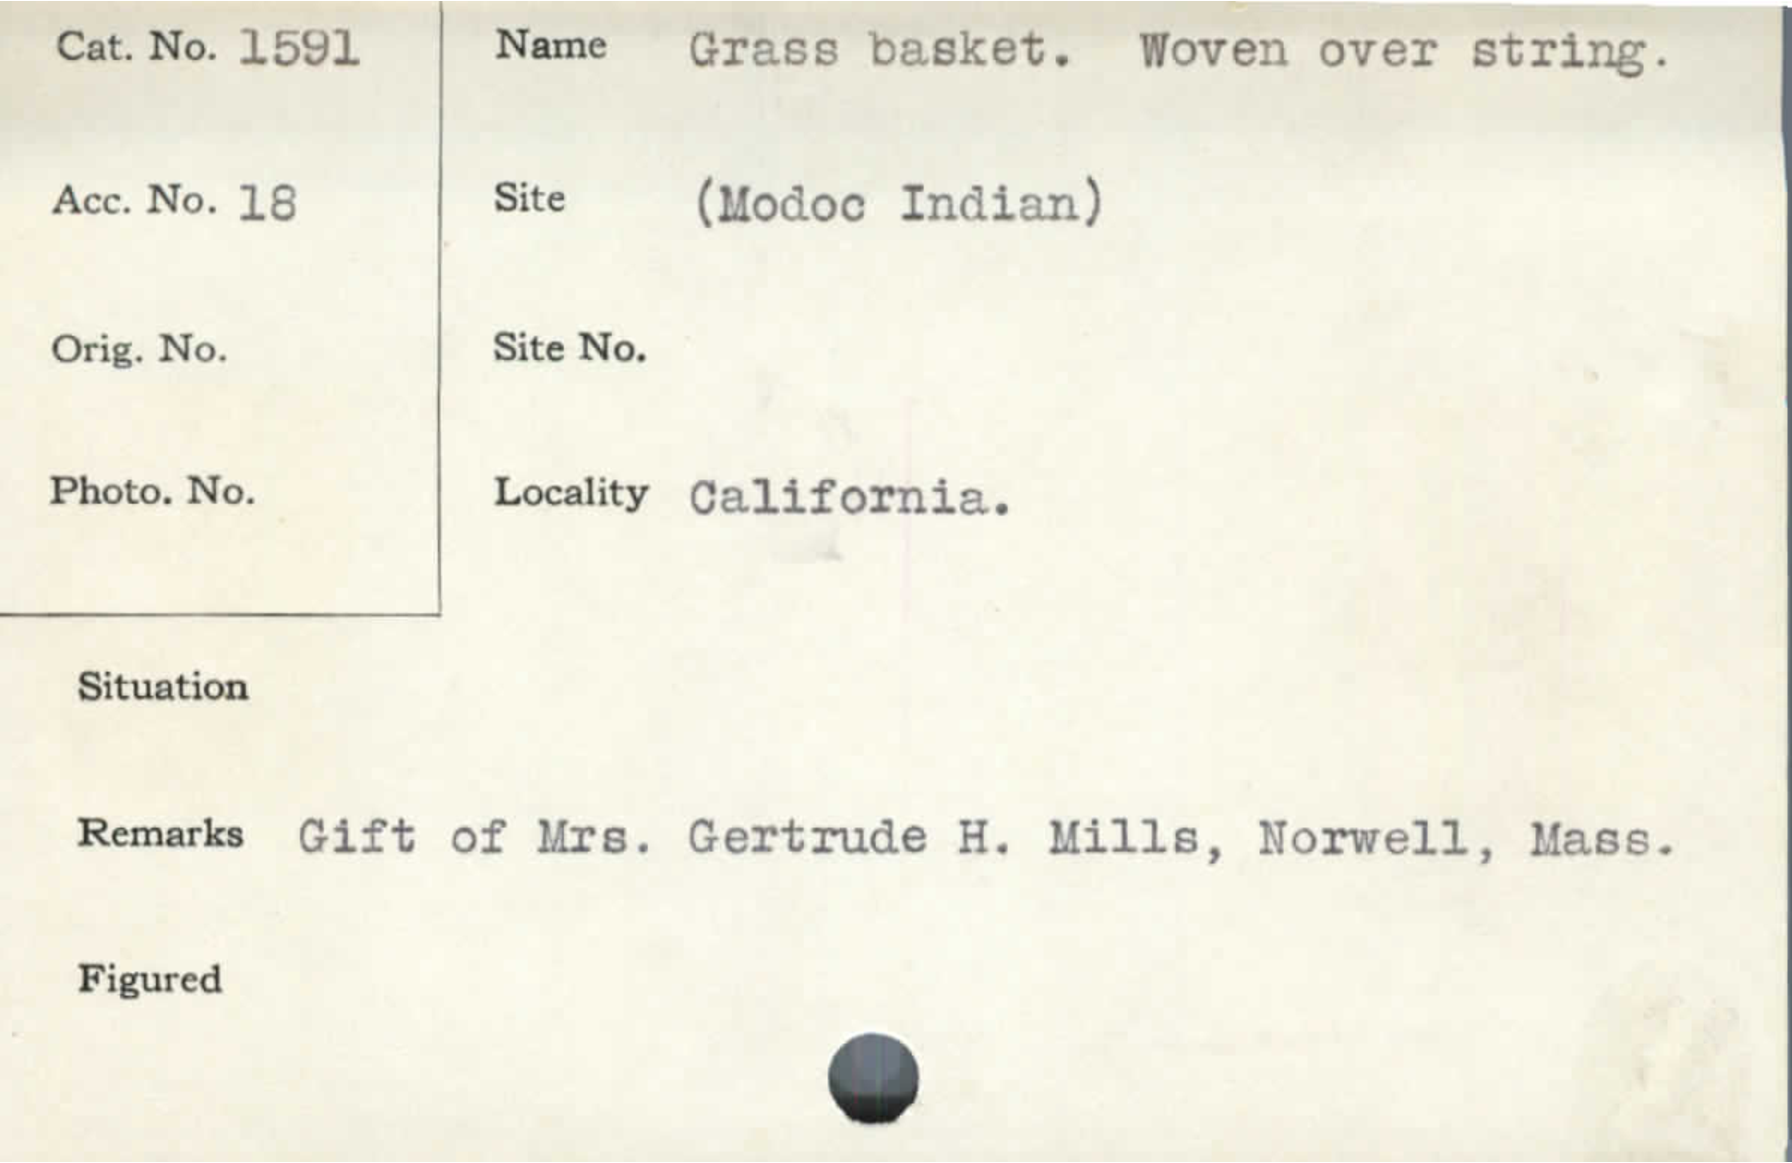 Cat. No. 1591
Name Grass basket. Woven over string.
Acc. No. 18
Site (Modoc Indian)
Orig. No.
Site No.
Photo. No.
Locality California.
Situation
Remarks Gift of Mrs. Gertrude H. Mills, Norwell, Mass.
Figured